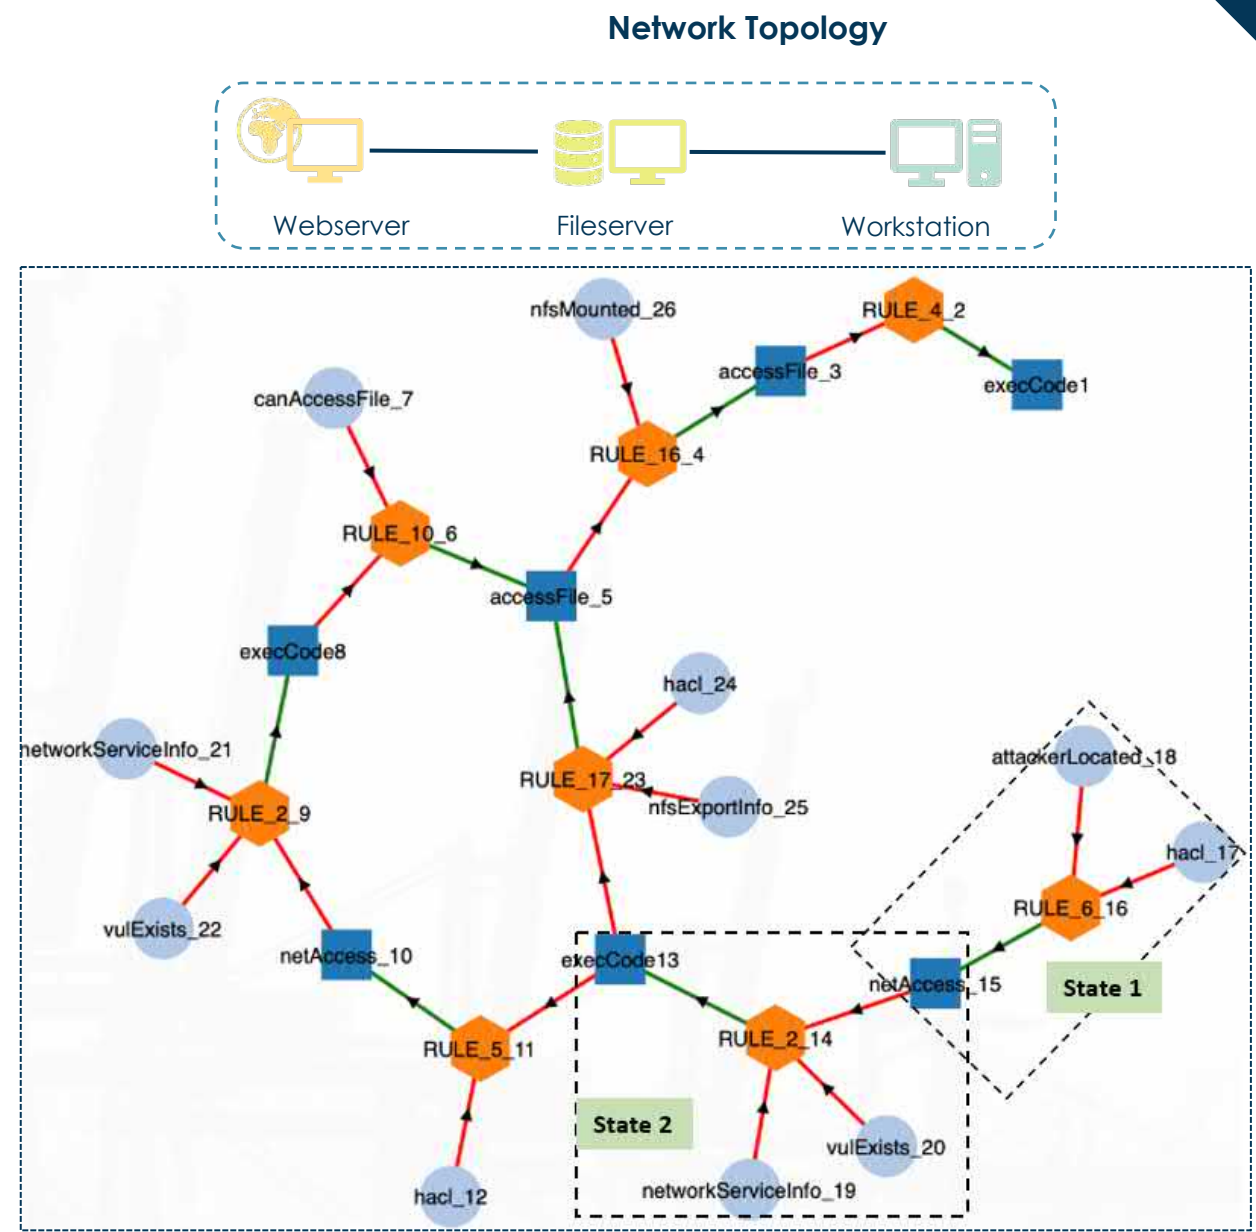 Network Topology
Webserver
Fileserver
Workstation
nfsMounted_26
RULE_4_2
accessFile_3
execCode1
canAccessFile_7
RULE_16_4
RULE_10_6
accessFile_5
execCode8
hacl_24
networkServiceInfo_21
attackerLocated_18
RULE_17_23
nfsExportInfo_25
RULE_2_9
hacl_17
RULE_6_16
vulExists_22
netAccess_10
execCode13
netAccess_15
State 1
RULE_5_11
RULE_2_14
State 2
vulExists_20
networkServiceInfo_19
hacl_12